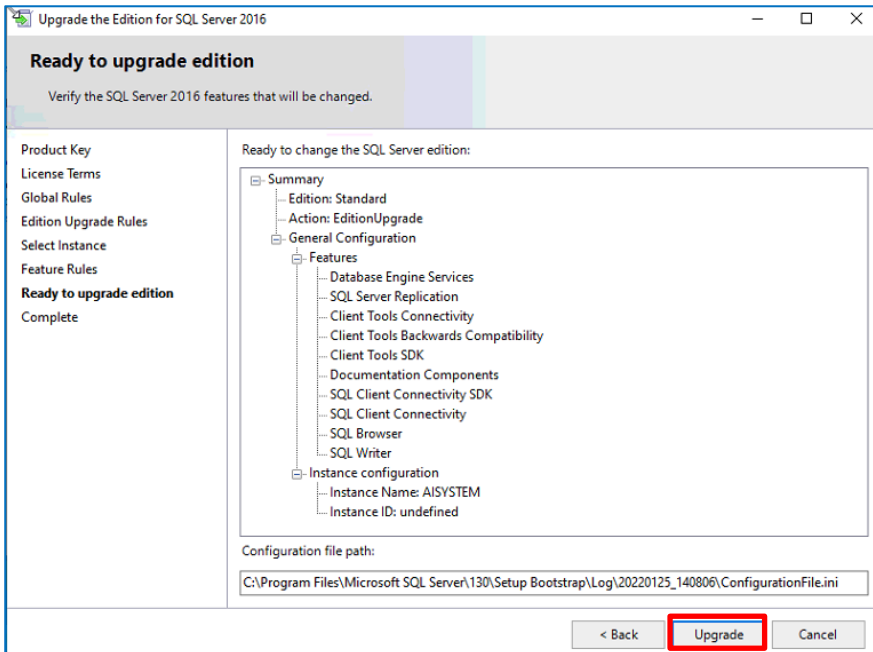 Upgrade the Edition for SQL Server 2016
Ready to upgrade edition
Verify the SQL Server 2016 features that will be changed.
Product Key
License Terms
Global Rules
Edition Upgrade Rules
Select Instance
Feature Rules
Ready to upgrade edition
Complete
Ready to change the SQL Server edition:
Summary
Edition: Standard
Action: EditionUpgrade
General Configuration
Features
Database Engine Services
SQL Server Replication
Client Tools Connectivity
Client Tools Backwards Compatibility
Client Tools SDK
Documentation Components
SQL Client Connectivity SDK
SQL Client Connectivity
SQL Browser
SQL Writer
Instance configuration
Instance Name: AISYSTEM
Instance ID: undefined
Configuration file path:
C:\Program Files\Microsoft SQL Server\130\Setup Bootstrap\Log\20220125_140806\ConfigurationFile.ini
< Back Upgrade Cancel